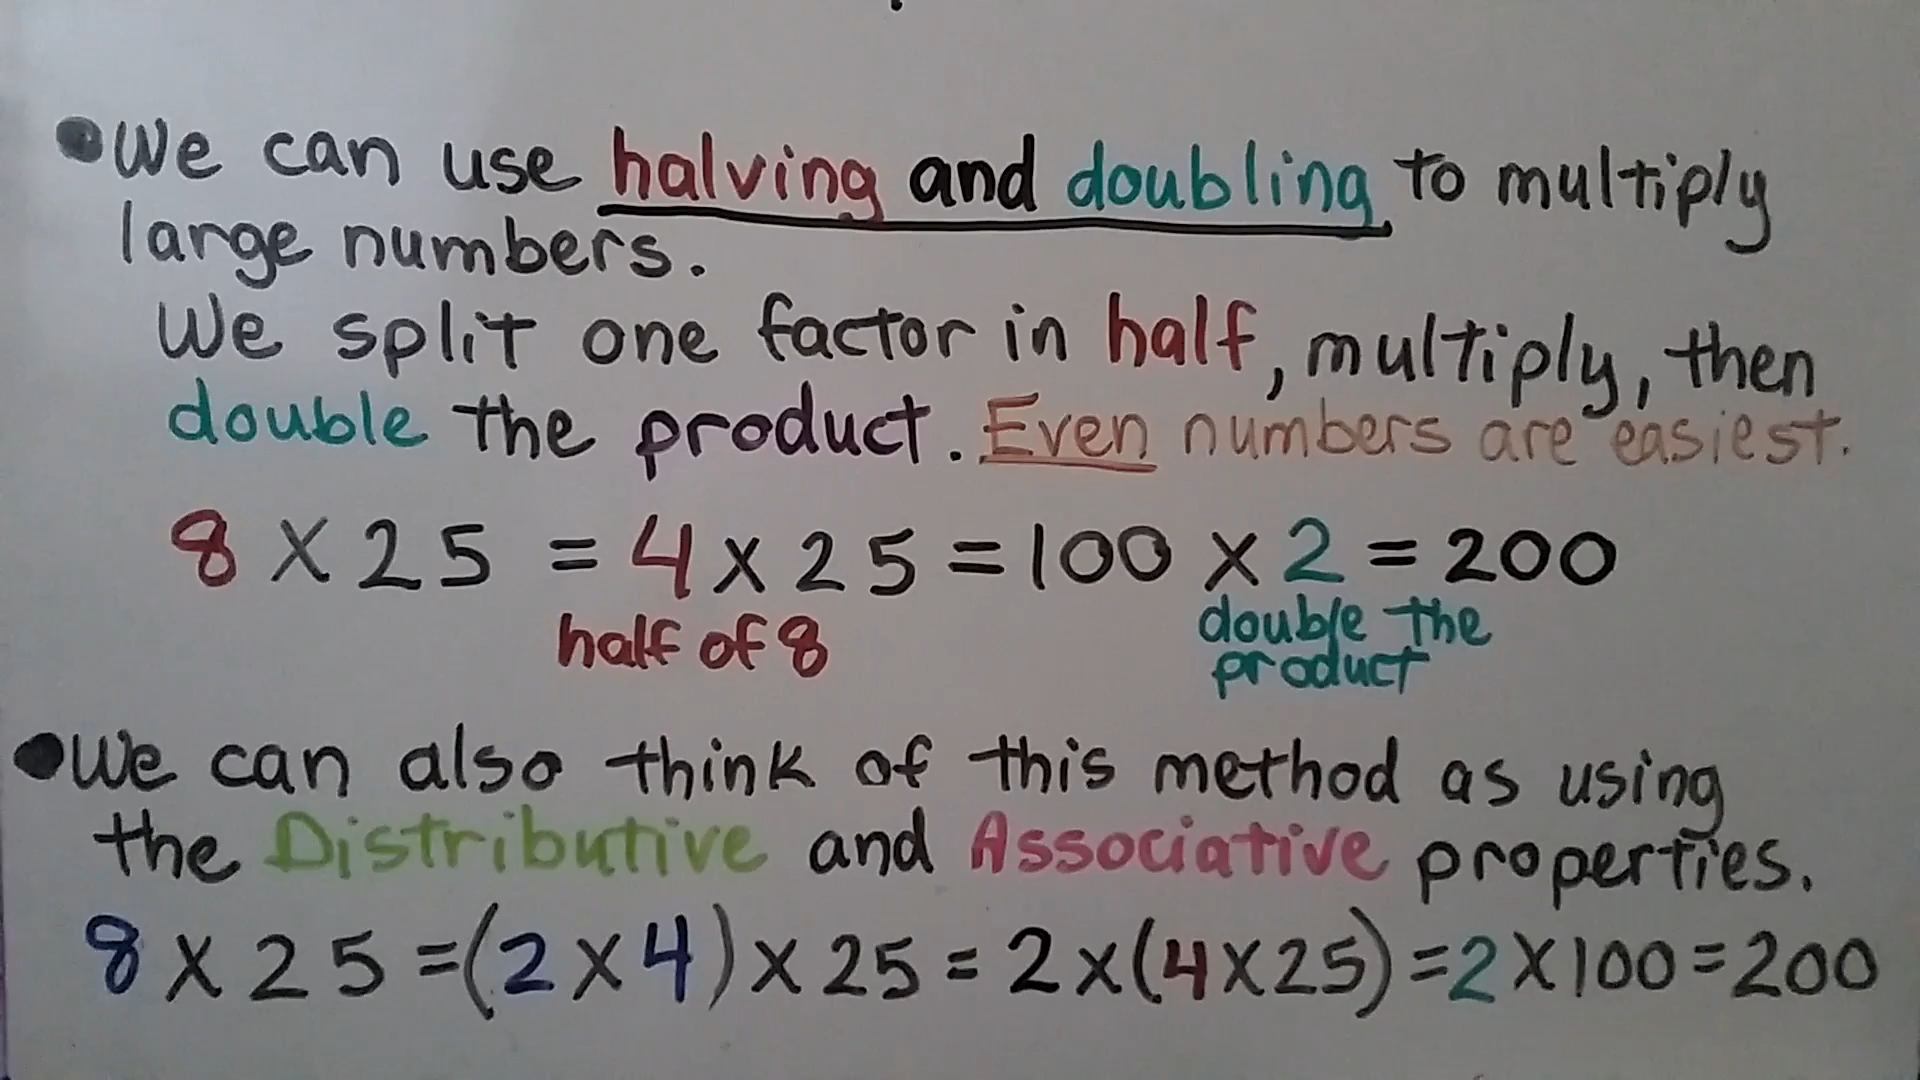 •We can use halving and doubling to multiply
large numbers.
We split one factor in half, multiply, then
double the product. Even numbers are easiest.
8 x 25 = 4 x 25 = 100 x 2 = 200
half of 8 double the
product
•We can also think of this method as using
the Distributive and Associative properties.
8 x 25 = (2 x 4) x 25 = 2 x (4 x 25) = 2 x 100 = 200